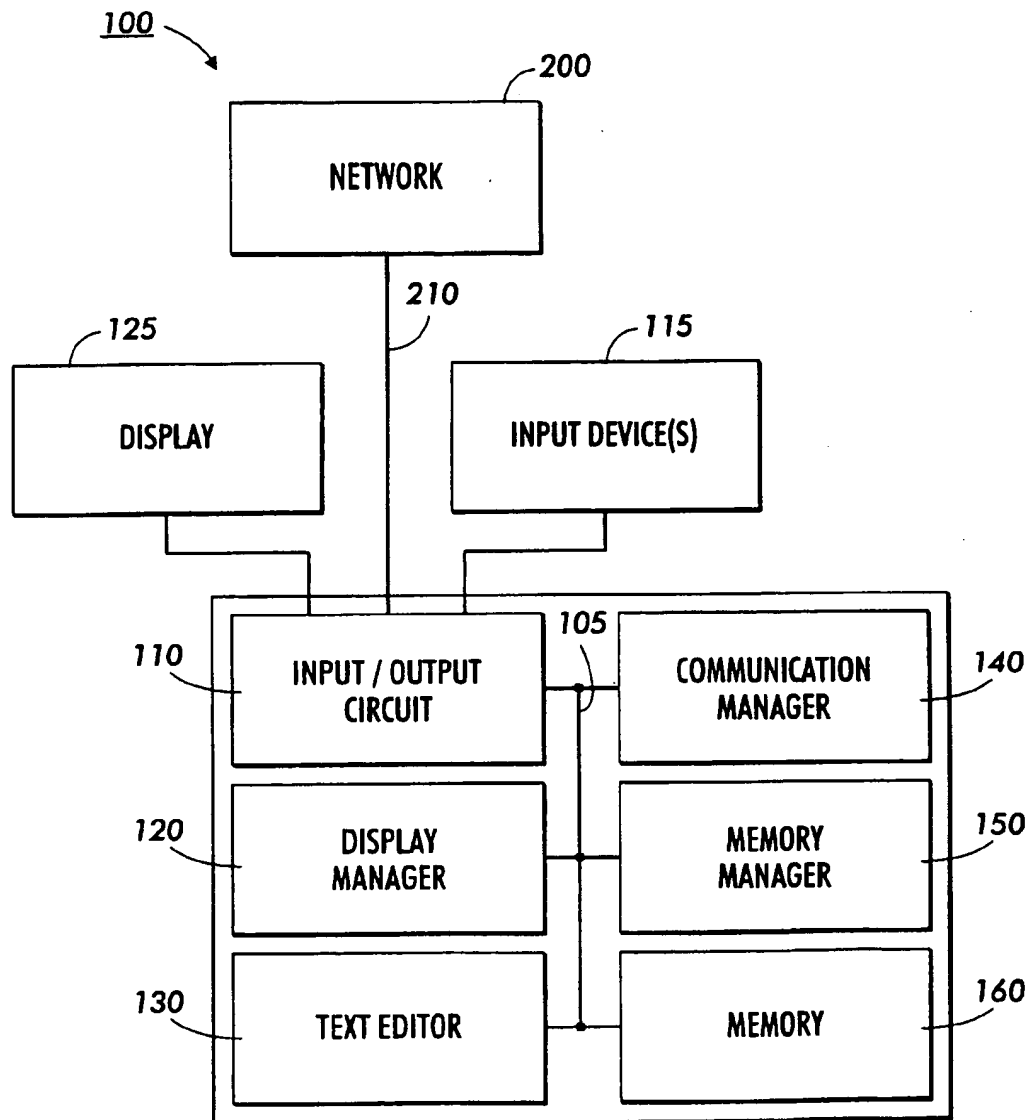 100
200
NETWORK
210
125
115
DISPLAY
INPUT DEVICE(S)
105
110
INPUT / OUTPUT
CIRCUIT
COMMUNICATION
MANAGER
140
120
DISPLAY
MANAGER
MEMORY
MANAGER
150
130
TEXT EDITOR
MEMORY
160